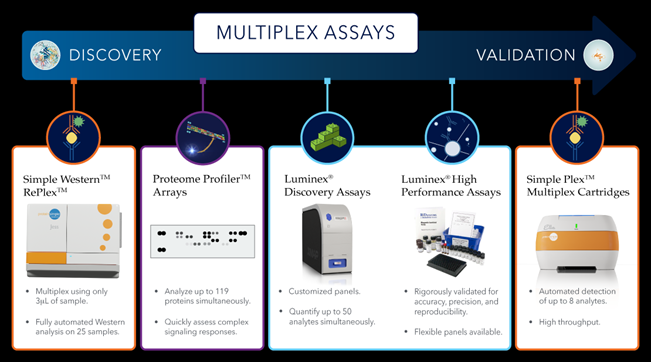 MULTIPLEX ASSAYS
DISCOVERY
VALIDATION
Simple Western™
RePlex™
• Multiplex using only
3µL of sample.
• Fully automated Western
analysis on 25 samples.
Proteome Profiler™
Arrays
• Analyze up to 119
proteins simultaneously.
• Quickly assess complex
signaling responses.
Luminex®
Discovery Assays
• Customized panels.
• Quantify up to 50
analytes simultaneously.
Luminex® High
Performance Assays
• Rigorously validated for
accuracy, precision, and
reproducibility.
• Flexible panels available.
Simple Plex™
Multiplex Cartridges
• Automated detection
of up to 8 analytes.
• High throughput.